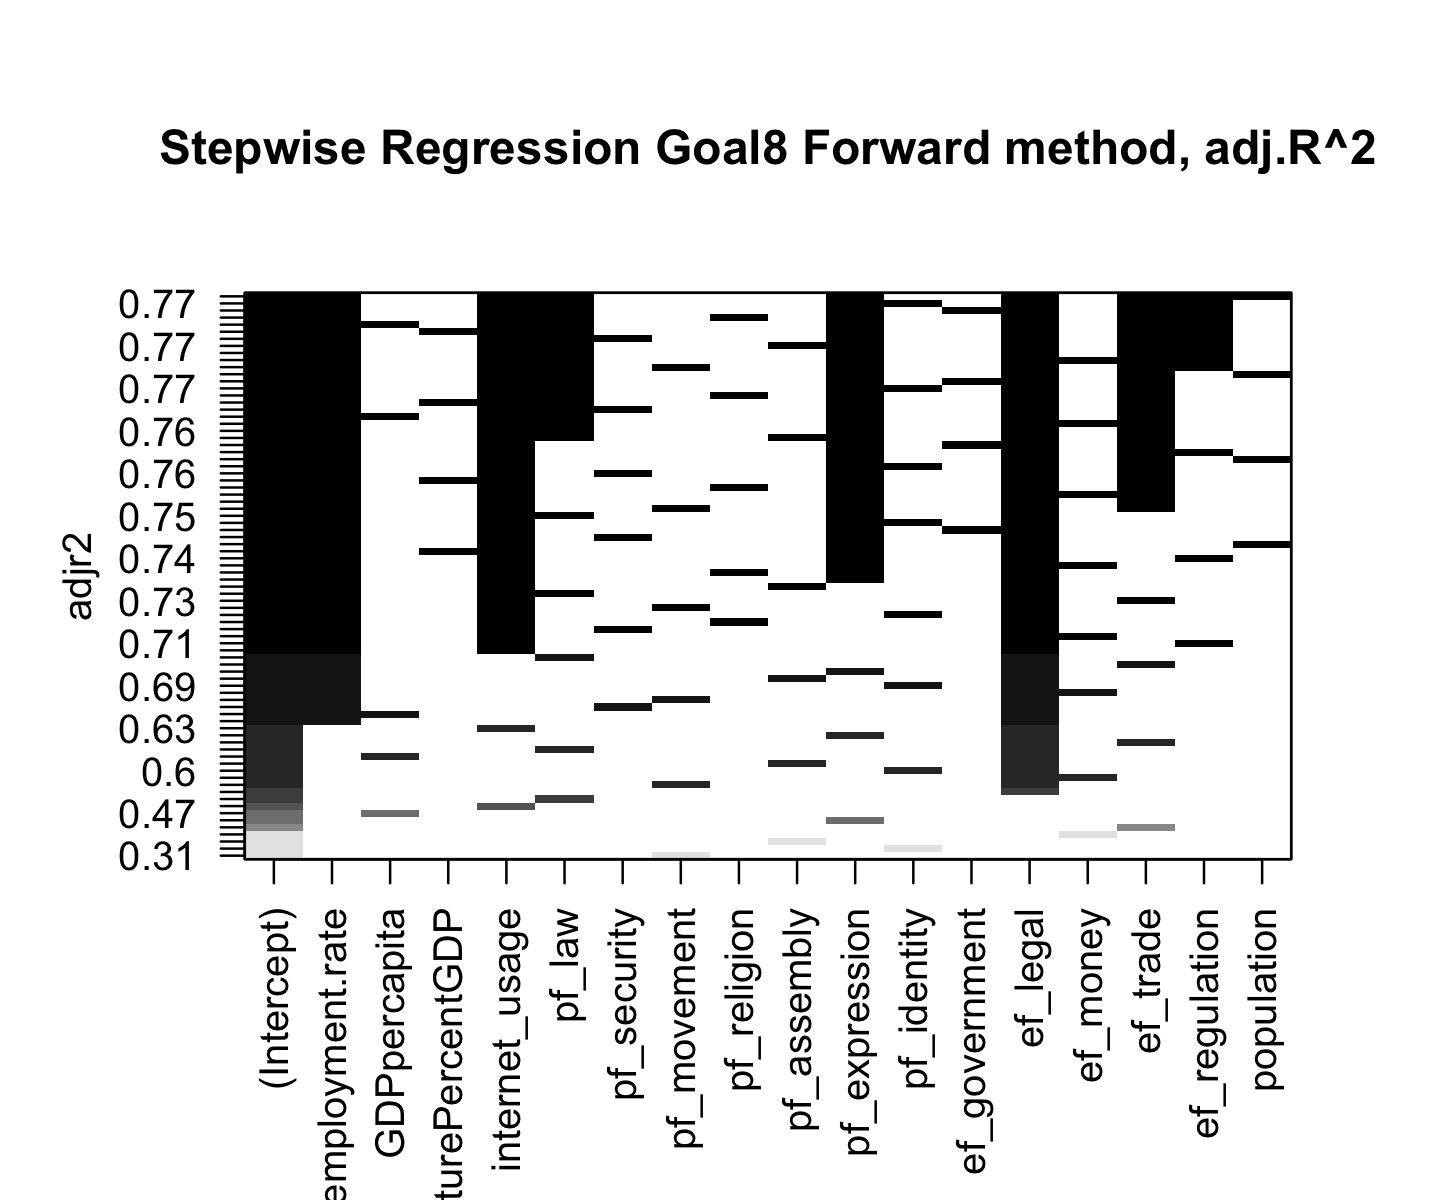 Stepwise Regression Goal8 Forward method, adj.R^2
adjr2
0.77
0.77
0.77
0.76
0.76
0.75
0.74
0.73
0.71
0.69
0.63
0.6
0.47
0.31
(Intercept)
employment.rate
GDPpercapita
turePercentGDP
internet_usage
pf_law
pf_security
pf_movement
pf_religion
pf_assembly
pf_expression
pf_identity
ef_government
ef_legal
ef_money
ef_trade
ef_regulation
population